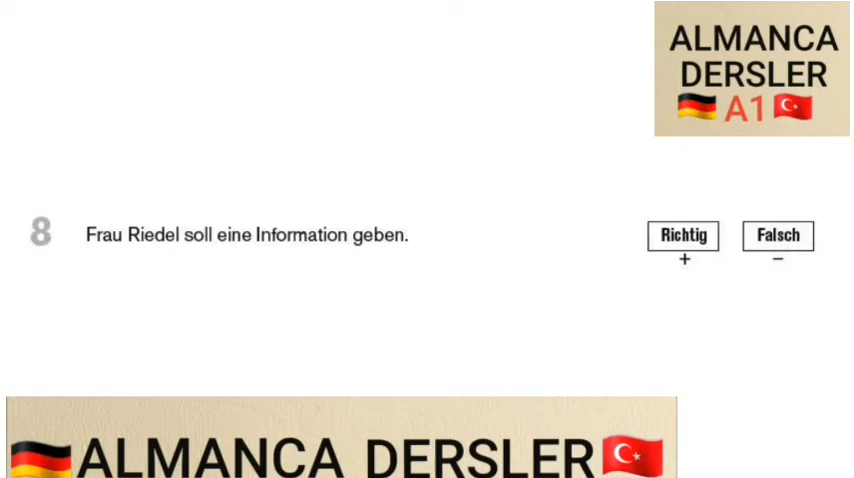 ALMANCA
DERSLER
A1
8 Frau Riedel soll eine Information geben. Richtig Falsch
+ –
ALMANCA DERSLER